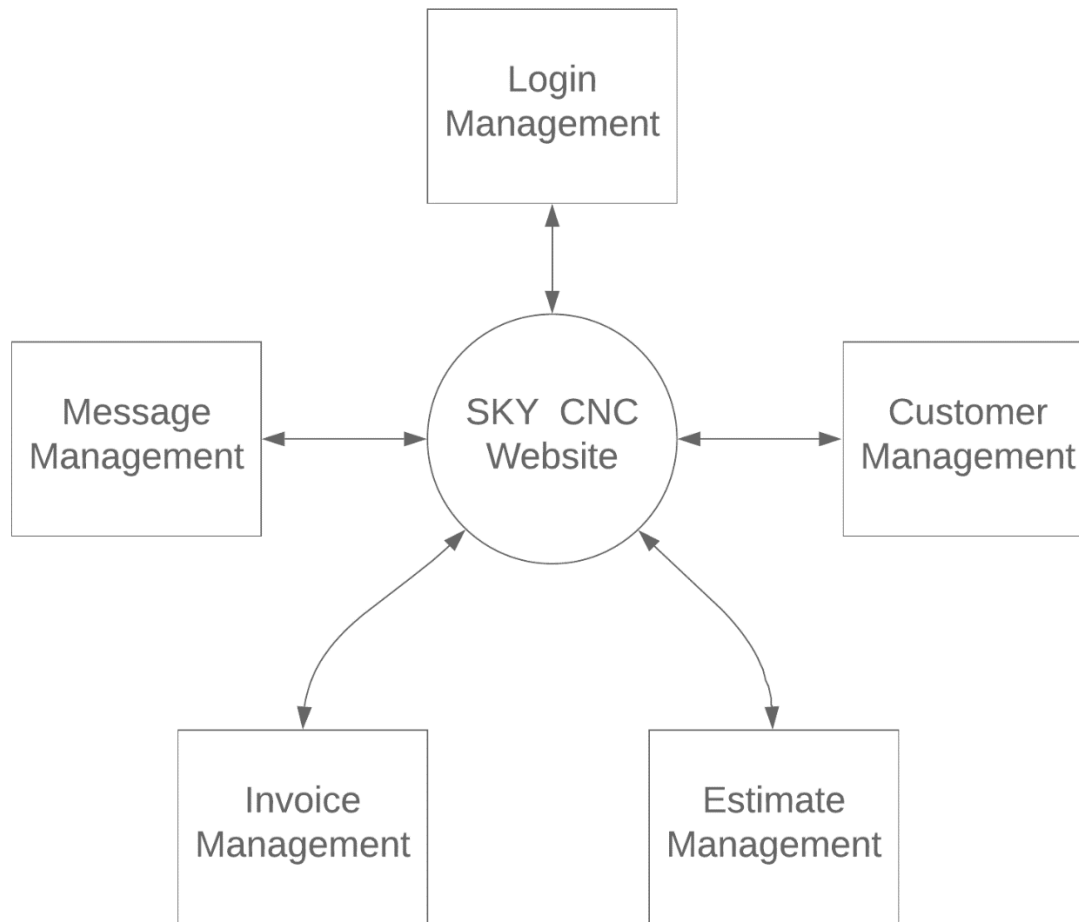 Login
Management
Message
Management
SKY  CNC
Website
Customer
Management
Invoice
Management
Estimate
Management